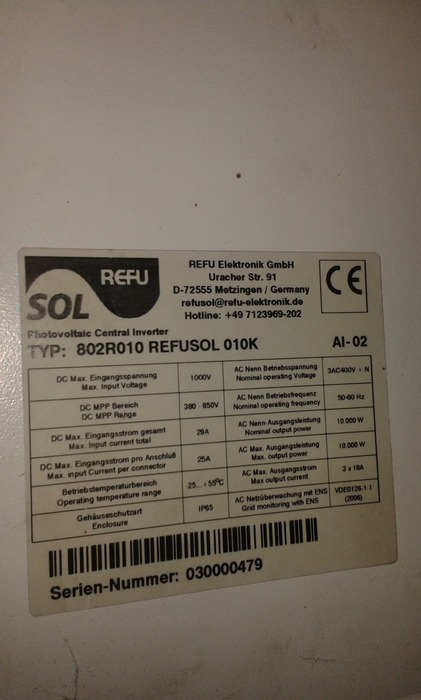 REFU
SOL
REFU Elektronik GmbH
Uracher Str. 91
D-72555 Metzingen / Germany
refusol@refu-elektronik.de
Hotline: +49 7123969-202
CE
Photovoltaic Central Inverter
TYP: 802R010 REFUSOL 010K AI-02
DC Max. Eingangsspannung
Max. Input Voltage
1000V
AC Nenn Betriebsspannung
Nominal operating Voltage
3AC400V + N
DC MPP Bereich
DC MPP Range
380 - 850V
AC Nenn Betriebsfrequenz
Nominal operating frequency
50-60 Hz
DC Max. Eingangsstrom gesamt
Max. Input current total
29A
AC Nenn-Ausgangsleistung
Nominal output power
10.000 W
DC Max. Eingangsstrom pro Anschluß
Max. input Current per connector
25A
AC Max. Ausgangsleistung
Max. output power
10.000 W
Betriebstemperaturbereich
Operating temperature range
25...+55°C
AC Max. Ausgangsstrom
Max output current
3 x 18A
Gehäuseschutzart
Enclosure
IP65
AC Netzüberwachung mit ENS
Grid monitoring with ENS
VDE0126-1-1
(2006)
Serien-Nummer: 030000479